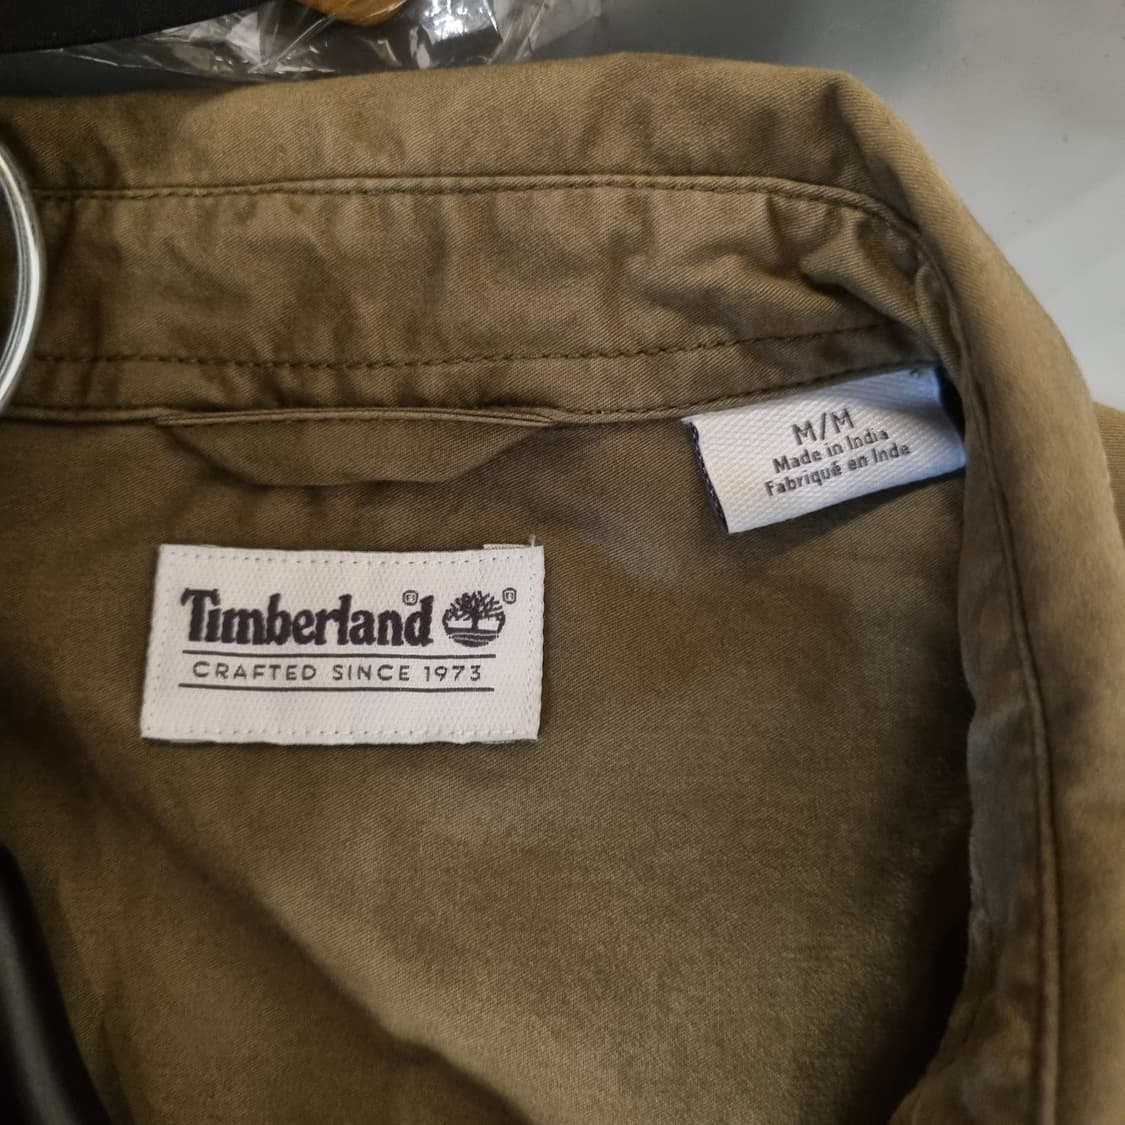 M/M
Made in India
Fabriqué en Inde
Timberland® ®
CRAFTED SINCE 1973